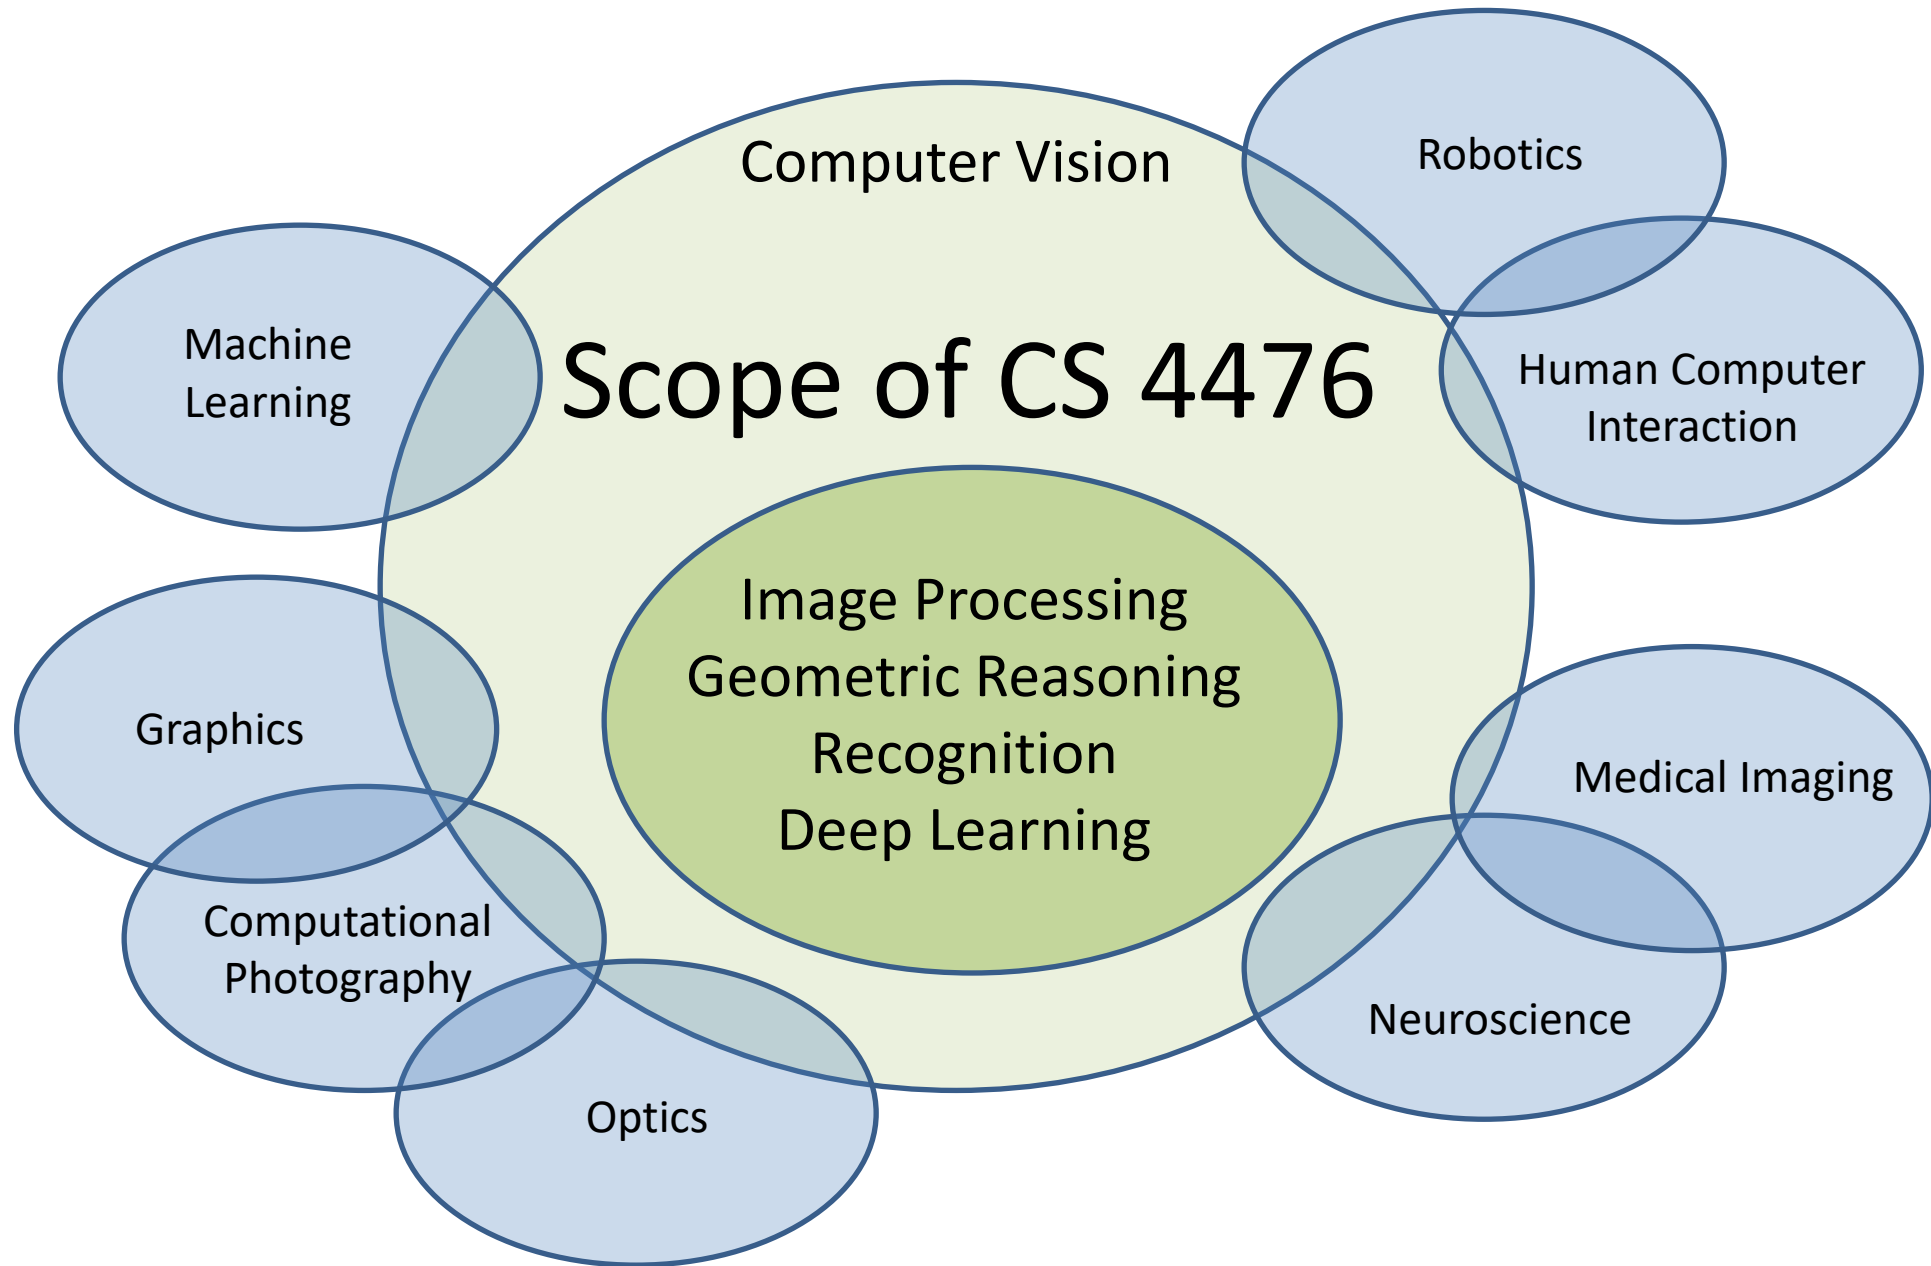 Computer Vision
Robotics
Machine
Learning
Scope of CS 4476
Human Computer
Interaction
Image Processing
Geometric Reasoning
Recognition
Deep Learning
Graphics
Medical Imaging
Computational
Photography
Neuroscience
Optics